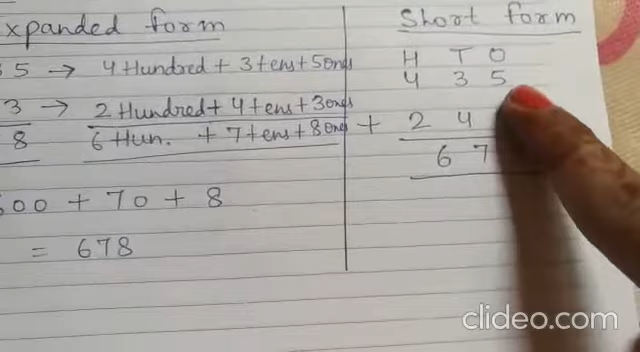 xpanded form
35 → 4 Hundred + 3 tens + 5 ones
3 → 2 Hundred + 4 tens + 3 ones
8 6 Hun. + 7 tens + 8 ones
600 + 70 + 8
= 678
Short form
H T O
4 3 5
+ 2 4
6 7
clideo.com